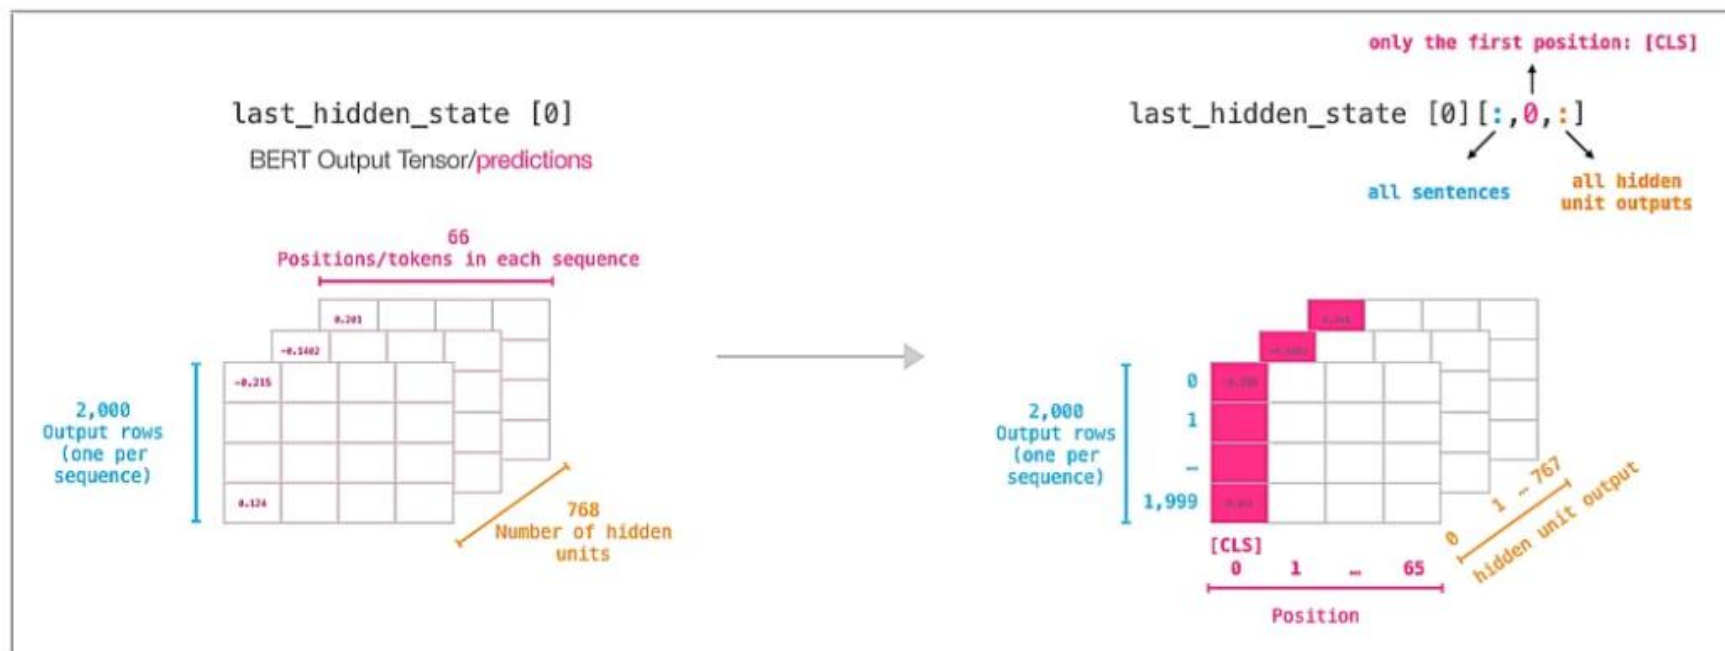 last_hidden_state [0]
BERT Output Tensor/predictions
66
Positions/tokens in each sequence
0.201
-0.1402
-0.215
0.124
2,000
Output rows
(one per
sequence)
768
Number of hidden
units
only the first position: [CLS]
last_hidden_state [0][:,0,:]
all sentences
all hidden
unit outputs
2,000
Output rows
(one per
sequence)
0
1
…
1,999
[CLS]
0 1 … 65
Position
0 1 … 767
hidden unit output